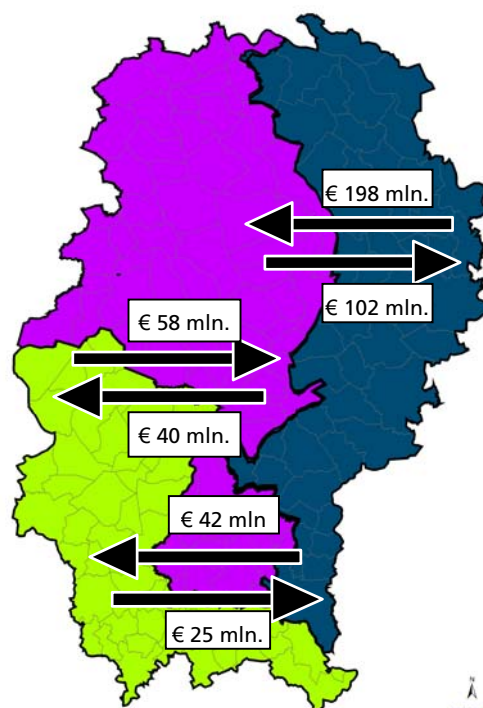 € 198 mln.
€ 102 mln.
€ 58 mln.
€ 40 mln.
€ 42 mln
€ 25 mln.
N